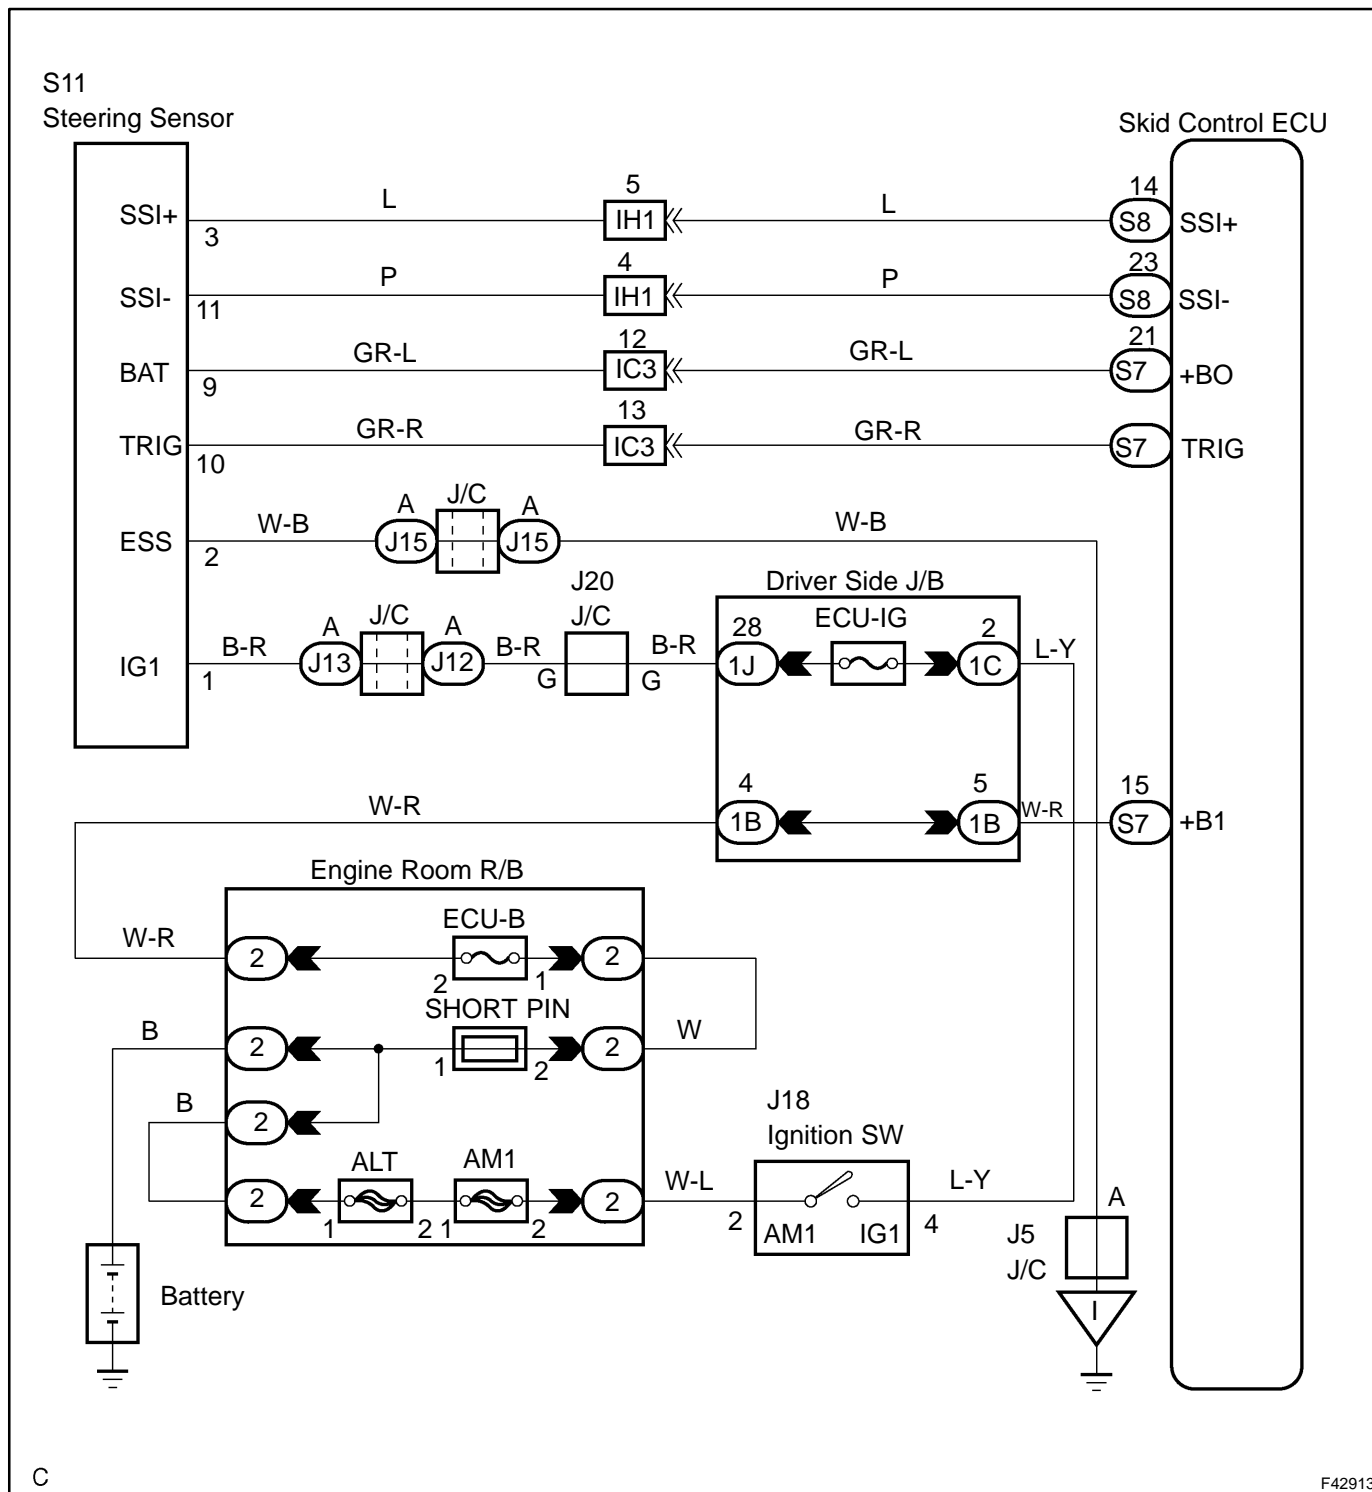 S11
Steering Sensor
Skid Control ECU
SSI+
3
L
5
IH1
L
14
S8
SSI+
SSI-
11
P
4
IH1
P
23
S8
SSI-
BAT
9
GR-L
12
IC3
GR-L
21
S7
+BO
TRIG
10
GR-R
13
IC3
GR-R
S7
TRIG
ESS
2
W-B
A
J15
J/C
A
J15
W-B
IG1
1
B-R
A
J13
J/C
A
J12
B-R
G
J20
J/C
B-R
G
Driver Side J/B
28
1J
ECU-IG
2
1C
L-Y
W-R
4
1B
5
1B
W-R
15
S7
+B1
Engine Room R/B
W-R
2
ECU-B
2
1
2
B
2
SHORT PIN
1
2
2
W
B
2
2
ALT
1
2
AM1
1
2
2
W-L
J18
Ignition SW
2
AM1
IG1
4
L-Y
A
J5
J/C
I
Battery
C
F42913